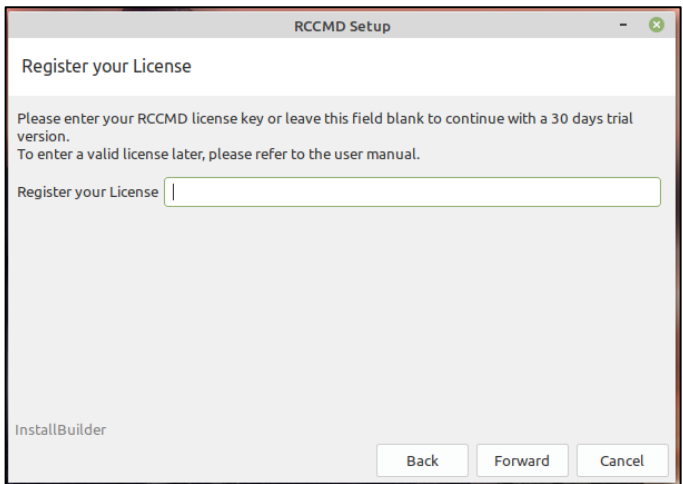 RCCMD Setup
Register your License
Please enter your RCCMD license key or leave this field blank to continue with a 30 days trial
version.
To enter a valid license later, please refer to the user manual.
Register your License
InstallBuilder
Back Forward Cancel